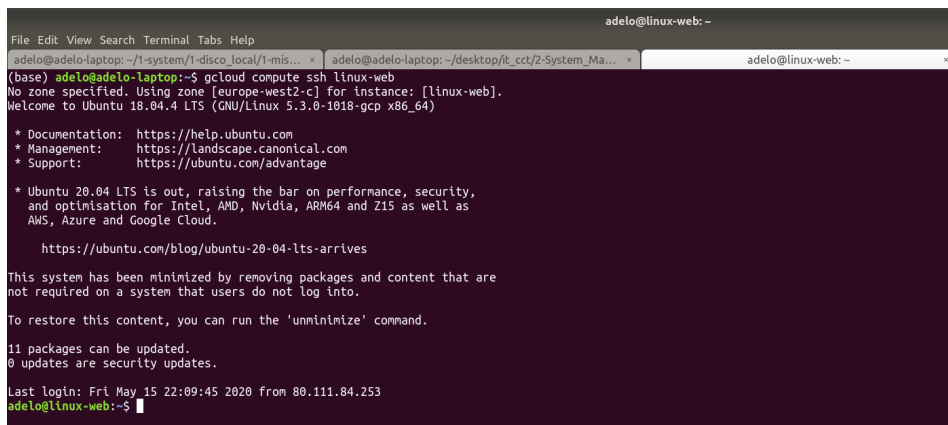 adelo@linux-web: ~
File Edit View Search Terminal Tabs Help
adelo@adelo-laptop: ~/1-system/1-disco_local/1-mis... × adelo@adelo-laptop: ~/desktop/it_cct/2-System_Ma... × adelo@linux-web: ~ ×
(base) adelo@adelo-laptop:~$ gcloud compute ssh linux-web
No zone specified. Using zone [europe-west2-c] for instance: [linux-web].
Welcome to Ubuntu 18.04.4 LTS (GNU/Linux 5.3.0-1018-gcp x86_64)
* Documentation: https://help.ubuntu.com
* Management: https://landscape.canonical.com
* Support: https://ubuntu.com/advantage
* Ubuntu 20.04 LTS is out, raising the bar on performance, security,
and optimisation for Intel, AMD, Nvidia, ARM64 and Z15 as well as
AWS, Azure and Google Cloud.
https://ubuntu.com/blog/ubuntu-20-04-lts-arrives
This system has been minimized by removing packages and content that are
not required on a system that users do not log into.
To restore this content, you can run the 'unminimize' command.
11 packages can be updated.
0 updates are security updates.
Last login: Fri May 15 22:09:45 2020 from 80.111.84.253
adelo@linux-web:~$